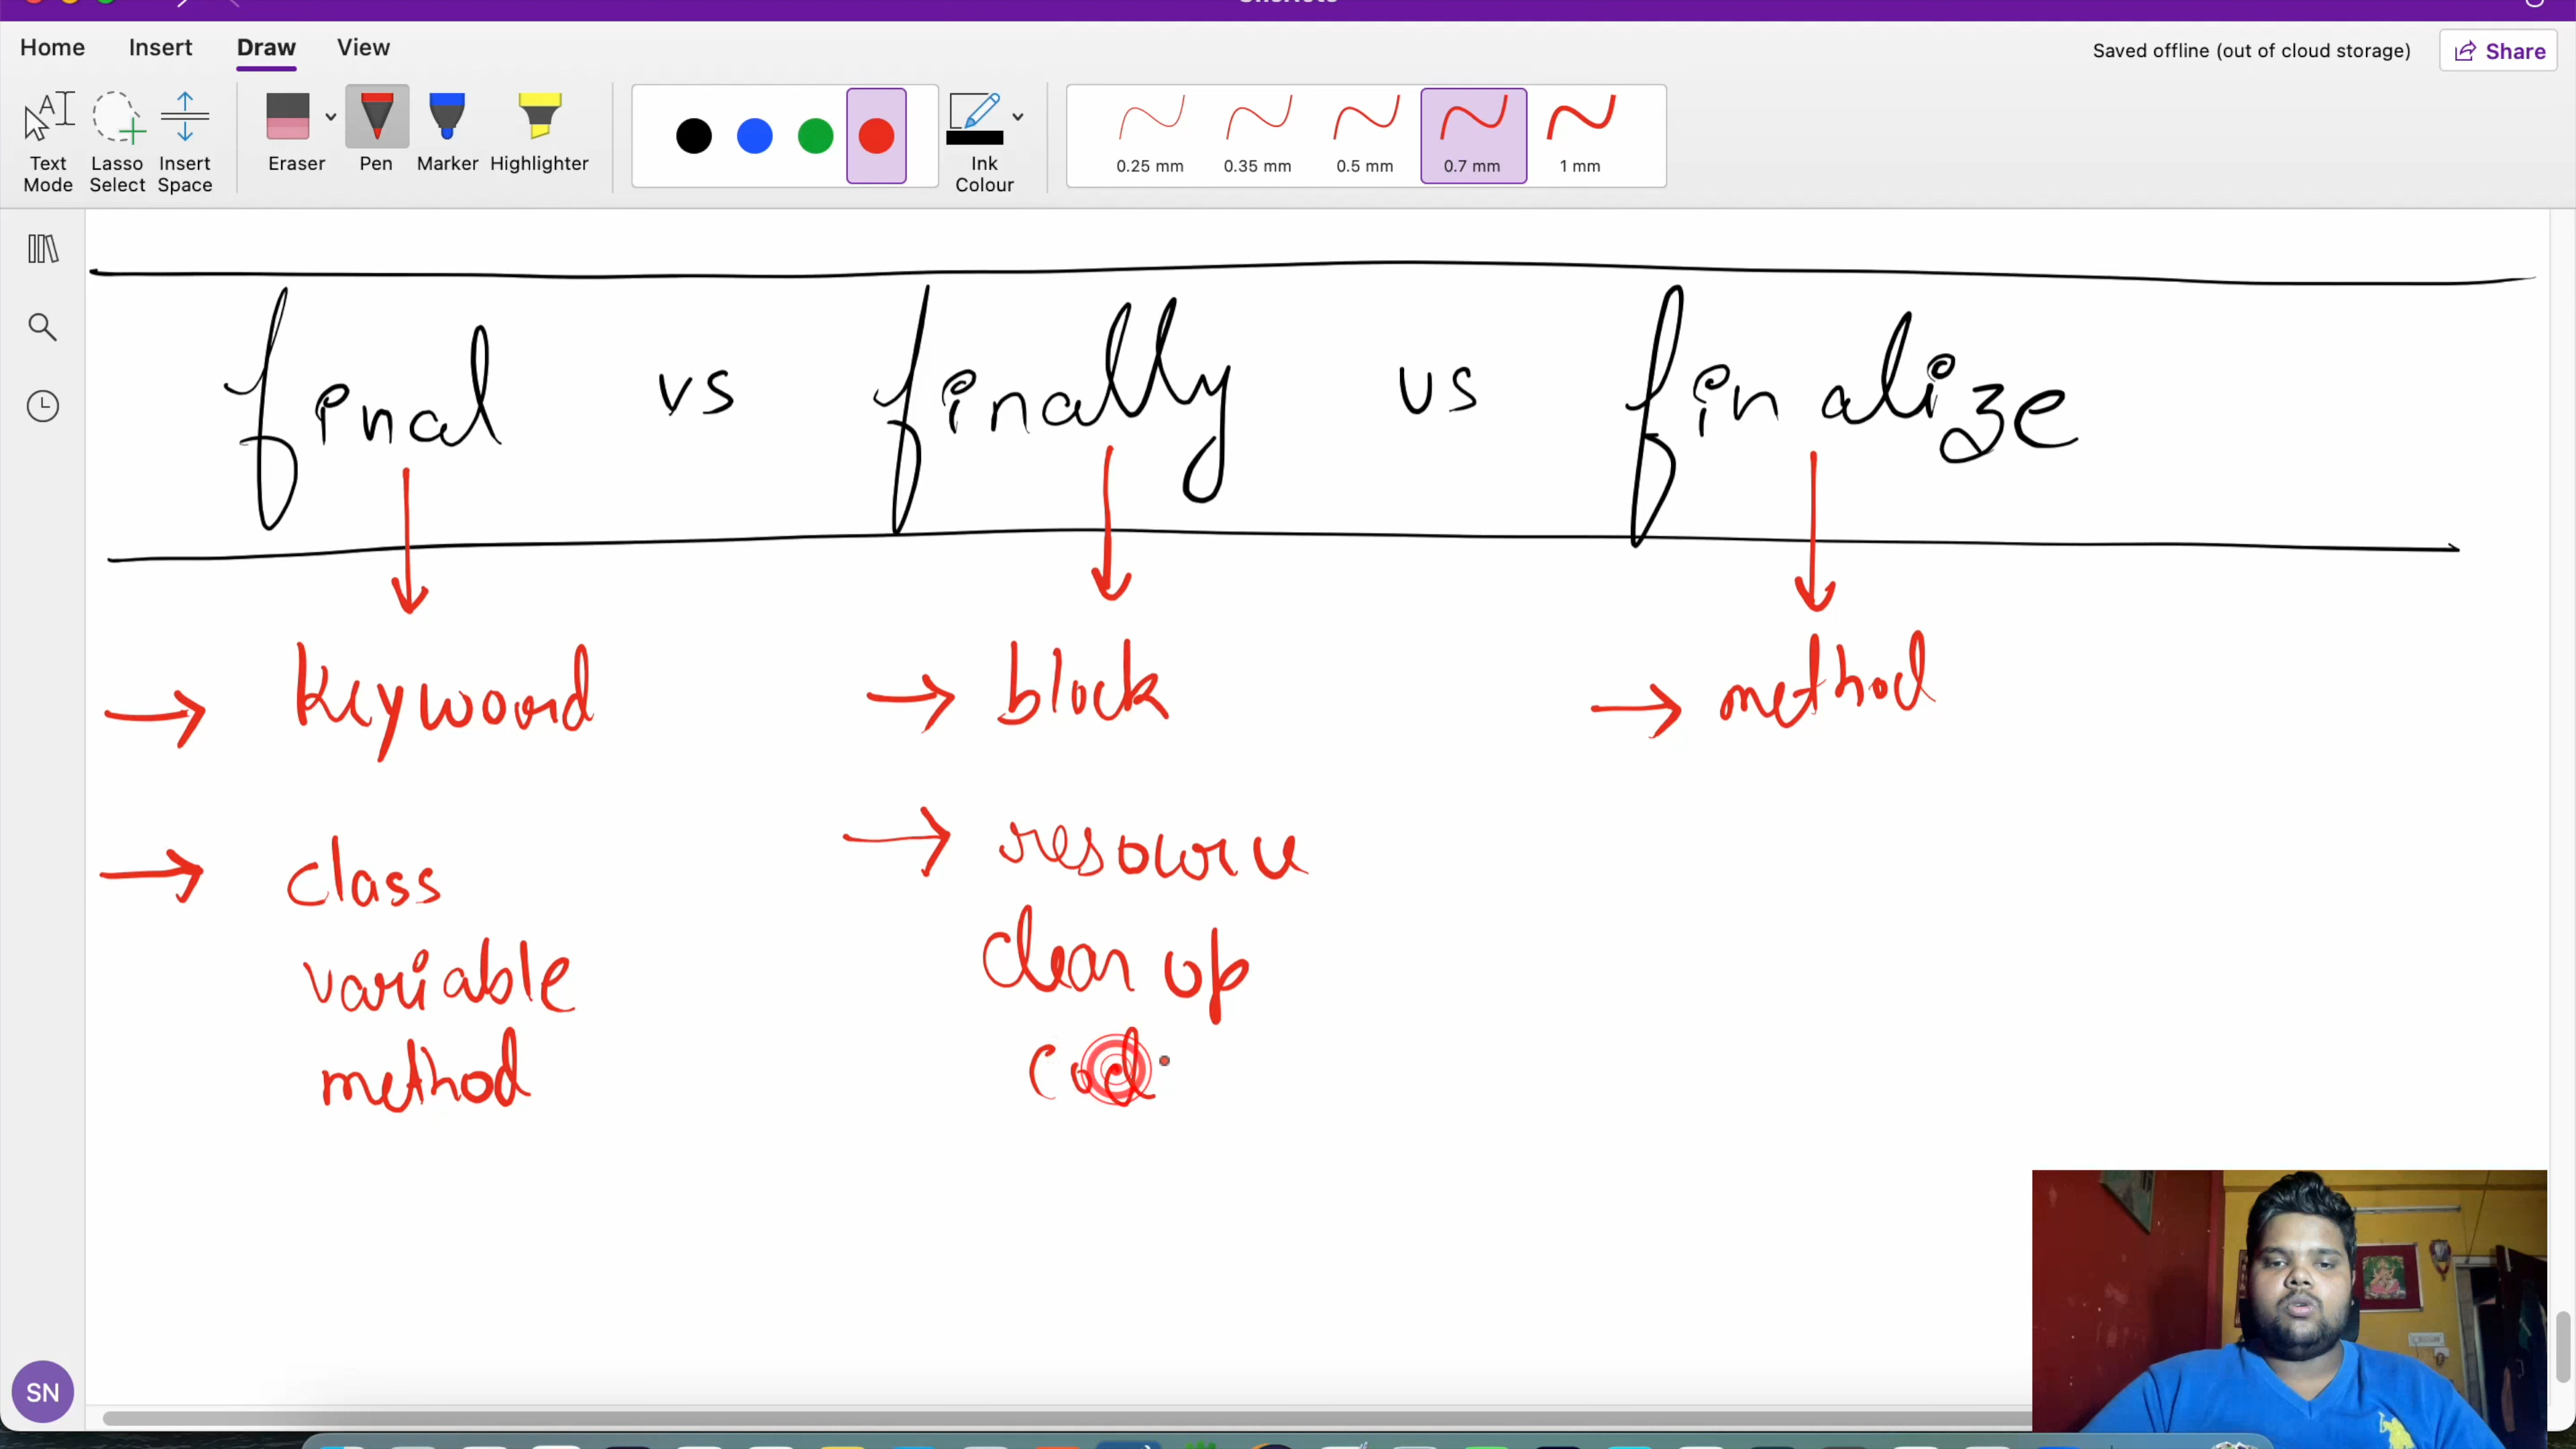 Home Insert Draw View
Saved offline (out of cloud storage) Share
Text Mode Lasso Select Insert Space Eraser Pen Marker Highlighter Ink Colour 0.25 mm 0.35 mm 0.5 mm 0.7 mm 1 mm
final vs finally vs finalize
→ keyword → block → method
→ class → resource
variable clean up
method cod
SN